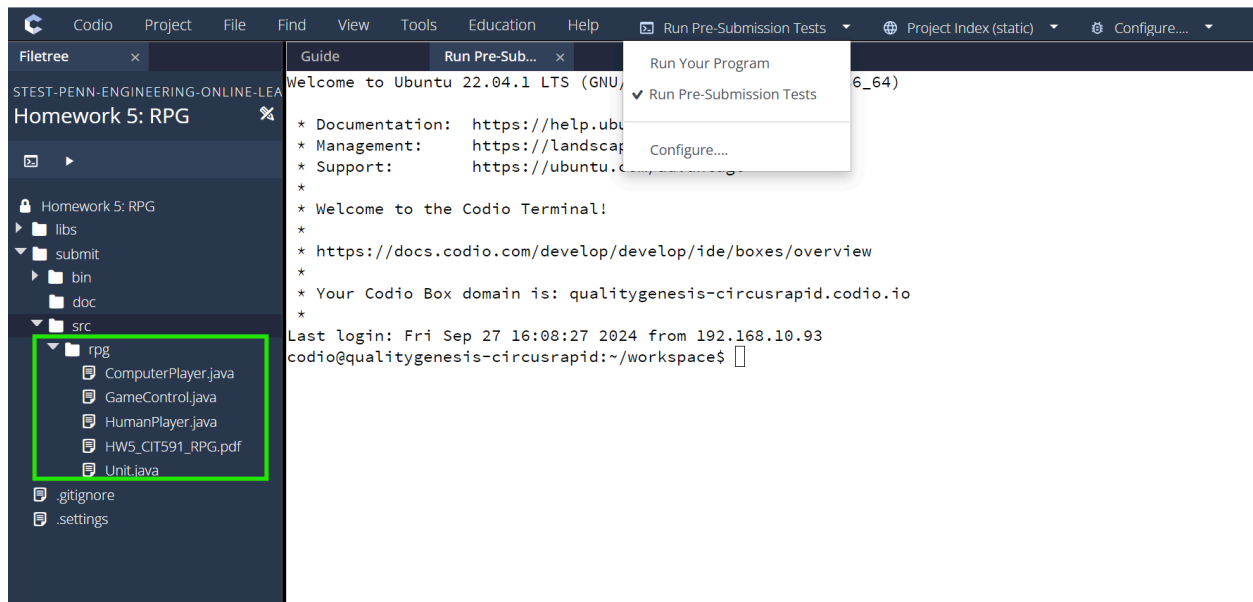 Codio Project File Find View Tools Education Help Run Pre-Submission Tests Project Index (static) Configure....
Filetree
STEST-PENN-ENGINEERING-ONLINE-LEA
Homework 5: RPG
Homework 5: RPG
libs
submit
bin
doc
src
rpg
ComputerPlayer.java
GameControl.java
HumanPlayer.java
HW5_CIT591_RPG.pdf
Unit.java
.gitignore
.settings
Guide Run Pre-Sub...
Run Your Program
Run Pre-Submission Tests
Configure....
Welcome to Ubuntu 22.04.1 LTS (GNU/ 6_64)
* Documentation: https://help.ubu
* Management: https://landscap
* Support: https://ubuntu.
*
* Welcome to the Codio Terminal!
*
* https://docs.codio.com/develop/develop/ide/boxes/overview
*
* Your Codio Box domain is: qualitygenesis-circusrapid.codio.io
*
Last login: Fri Sep 27 16:08:27 2024 from 192.168.10.93
codio@qualitygenesis-circusrapid:~/workspace$